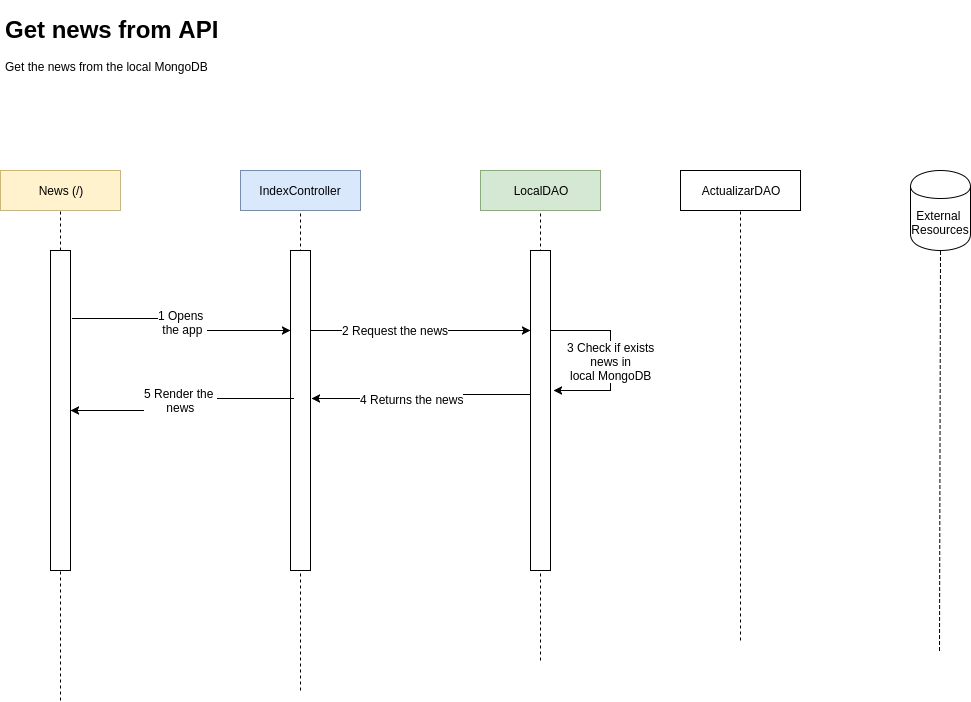 Get news from API
Get the news from the local MongoDB
News (/)
IndexController
LocalDAO
ActualizarDAO
External
Resources
1 Opens
the app
2 Request the news
3 Check if exists
news in
local MongoDB
5 Render the
news
4 Returns the news